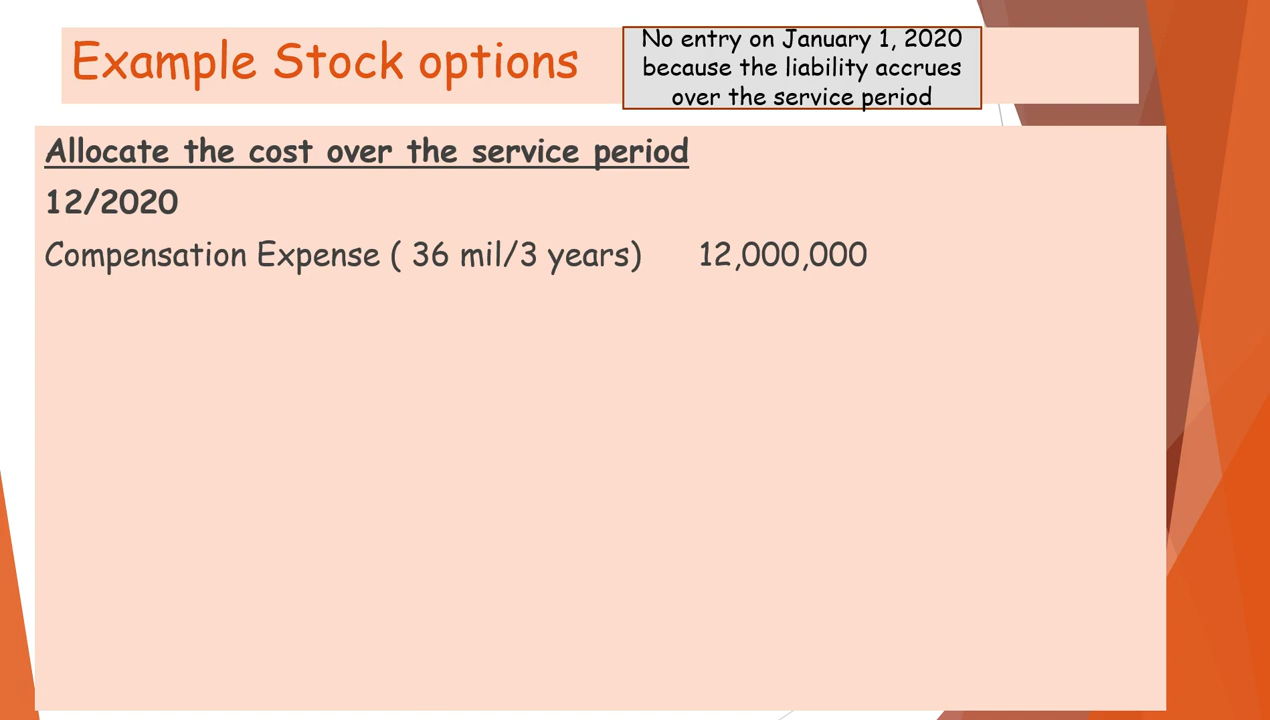 Example Stock options
No entry on January 1, 2020
because the liability accrues
over the service period
Allocate the cost over the service period
12/2020
Compensation Expense ( 36 mil/3 years) 12,000,000